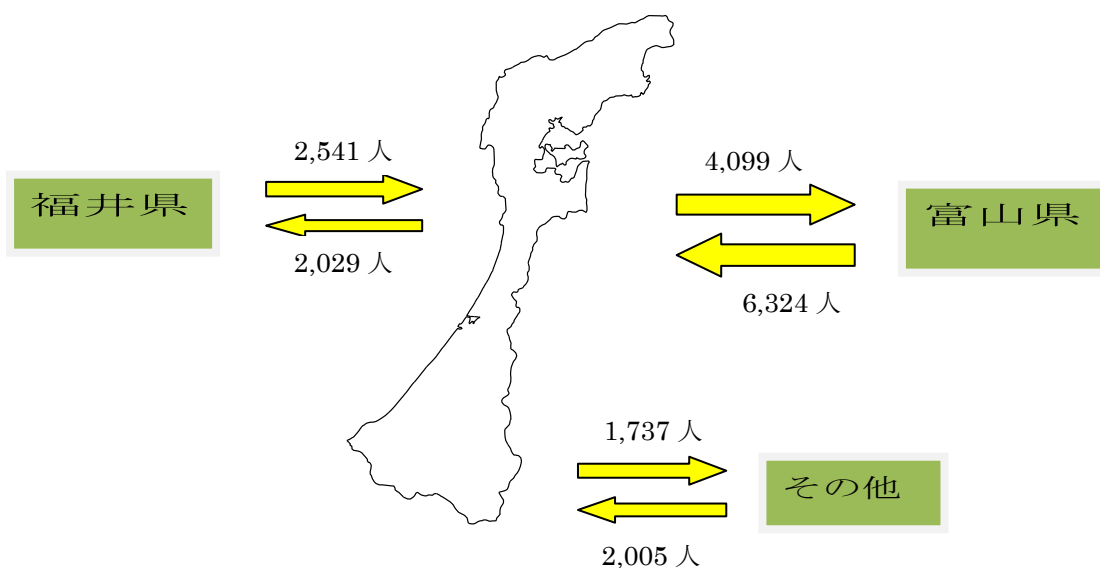 2,541 人
福井県
2,029 人
4,099 人
富山県
6,324 人
1,737 人
その他
2,005 人